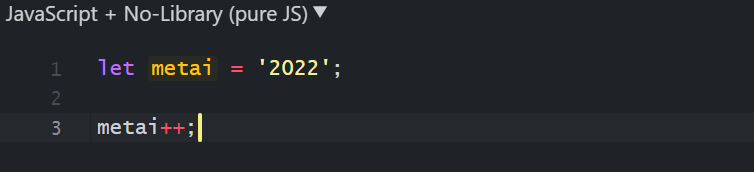 JavaScript + No-Library (pure JS) ▼
1 let metai = '2022';
2
3 metai++;